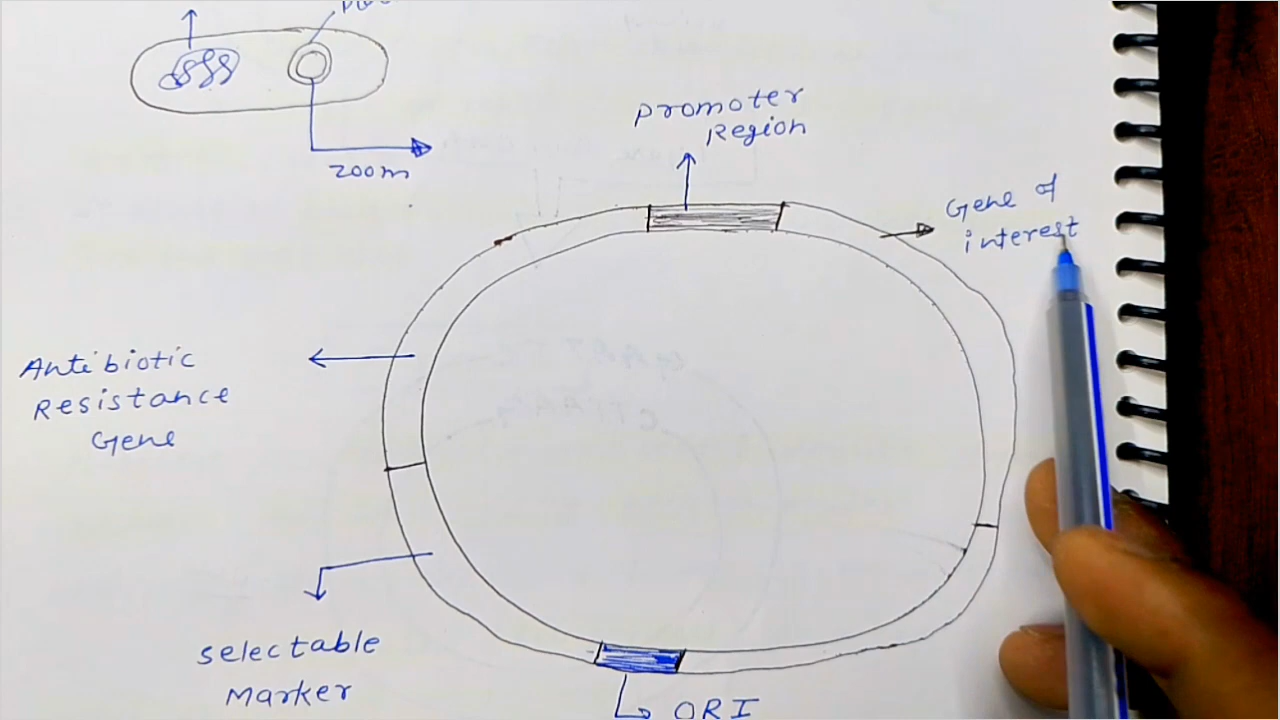 zoom
Promoter
Region
Gene of
interest
Antibiotic
Resistance
Gene
Selectable
Marker
ORI